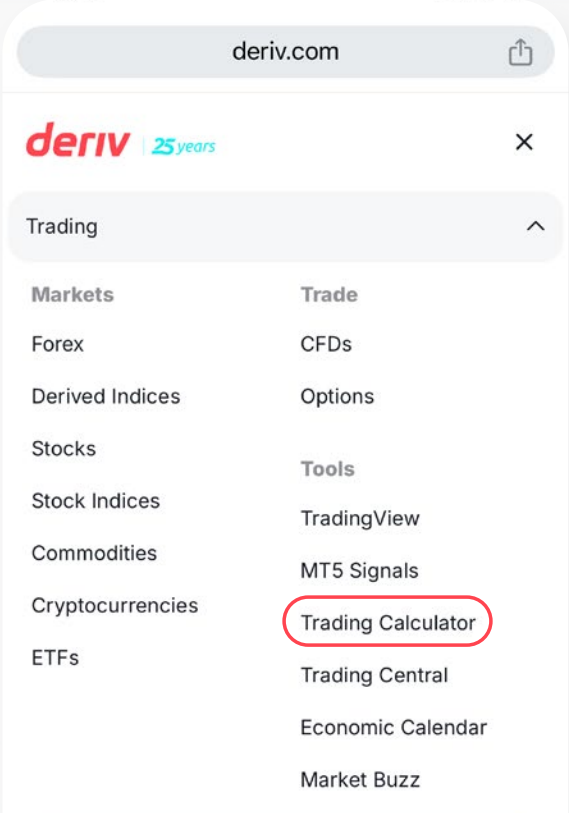 deriv.com
deriv 25 years
Trading
Markets
Forex
Derived Indices
Stocks
Stock Indices
Commodities
Cryptocurrencies
ETFs
Trade
CFDs
Options
Tools
TradingView
MT5 Signals
Trading Calculator
Trading Central
Economic Calendar
Market Buzz